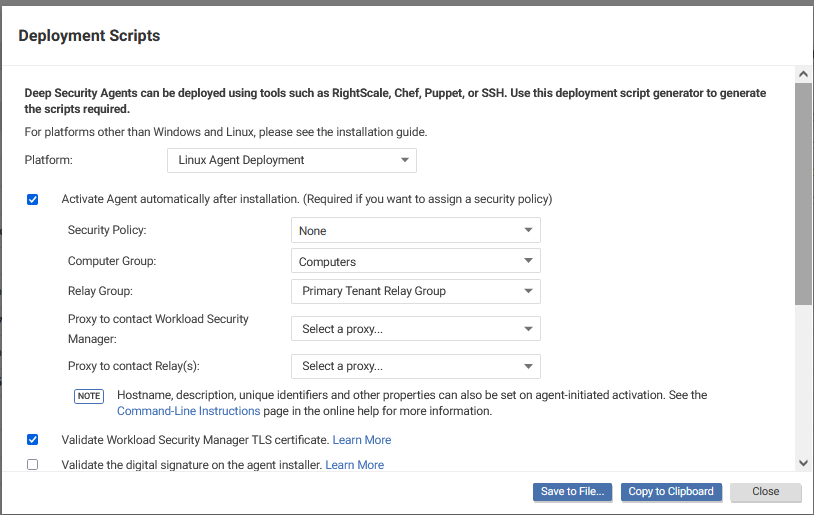 Deployment Scripts
Deep Security Agents can be deployed using tools such as RightScale, Chef, Puppet, or SSH. Use this deployment script generator to generate
the scripts required.
For platforms other than Windows and Linux, please see the installation guide.
Platform: Linux Agent Deployment
Activate Agent automatically after installation. (Required if you want to assign a security policy)
Security Policy: None
Computer Group: Computers
Relay Group: Primary Tenant Relay Group
Proxy to contact Workload Security
Manager: Select a proxy...
Proxy to contact Relay(s): Select a proxy...
NOTE Hostname, description, unique identifiers and other properties can also be set on agent-initiated activation. See the
Command-Line Instructions page in the online help for more information.
Validate Workload Security Manager TLS certificate. Learn More
Validate the digital signature on the agent installer. Learn More
Save to File... Copy to Clipboard Close